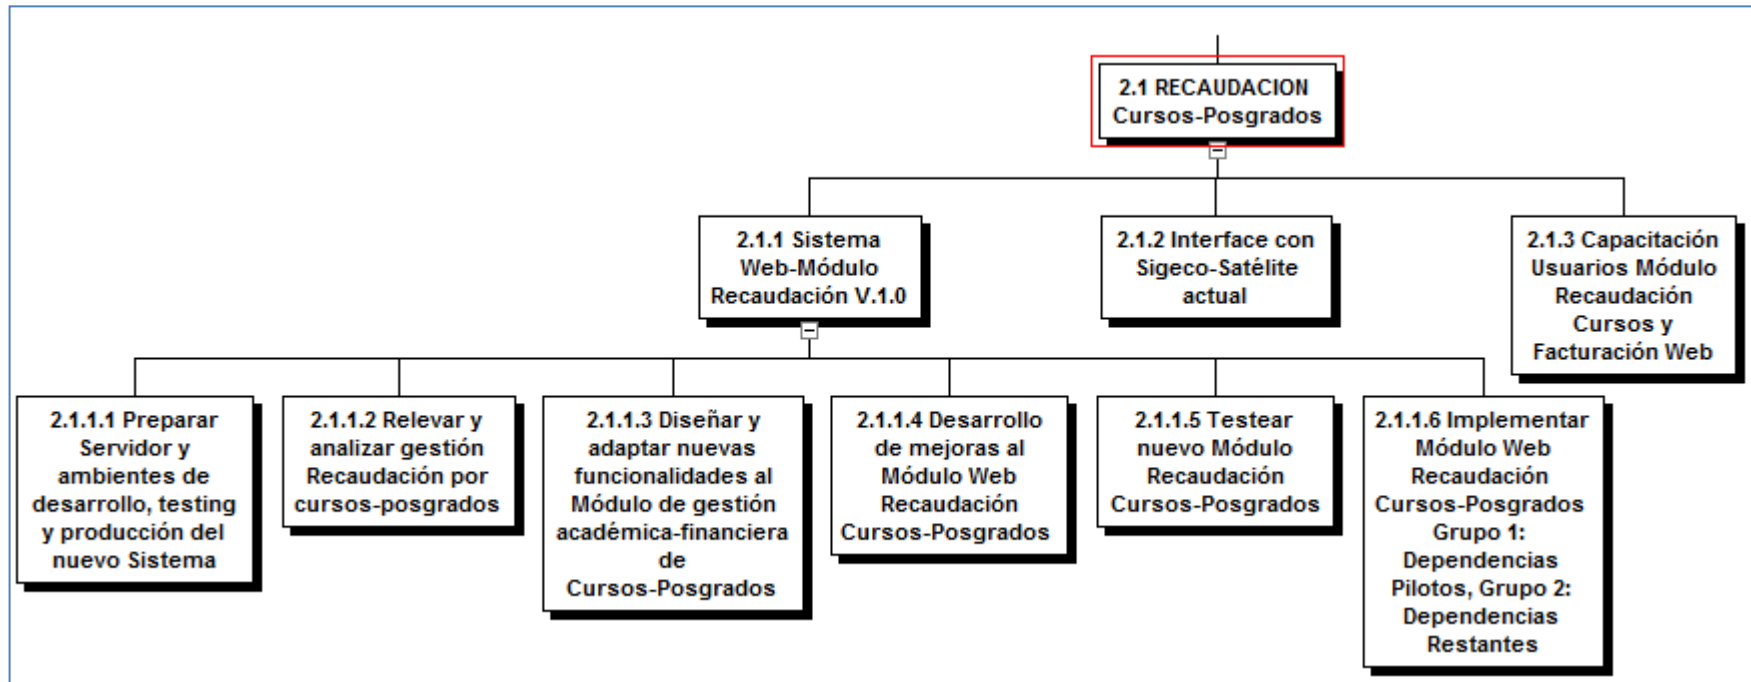 2.1 RECAUDACION
Cursos-Posgrados
2.1.1 Sistema
Web-Módulo
Recaudación V.1.0
2.1.2 Interface con
Sigeco-Satélite
actual
2.1.3 Capacitación
Usuarios Módulo
Recaudación
Cursos y
Facturación Web
2.1.1.1 Preparar
Servidor y
ambientes de
desarrollo, testing
y producción del
nuevo Sistema
2.1.1.2 Relevar y
analizar gestión
Recaudación por
cursos-posgrados
2.1.1.3 Diseñar y
adaptar nuevas
funcionalidades al
Módulo de gestión
académica-financiera
de
Cursos-Posgrados
2.1.1.4 Desarrollo
de mejoras al
Módulo Web
Recaudación
Cursos-Posgrados
2.1.1.5 Testear
nuevo Módulo
Recaudación
Cursos-Posgrados
2.1.1.6 Implementar
Módulo Web
Recaudación
Cursos-Posgrados
Grupo 1:
Dependencias
Pilotos, Grupo 2:
Dependencias
Restantes